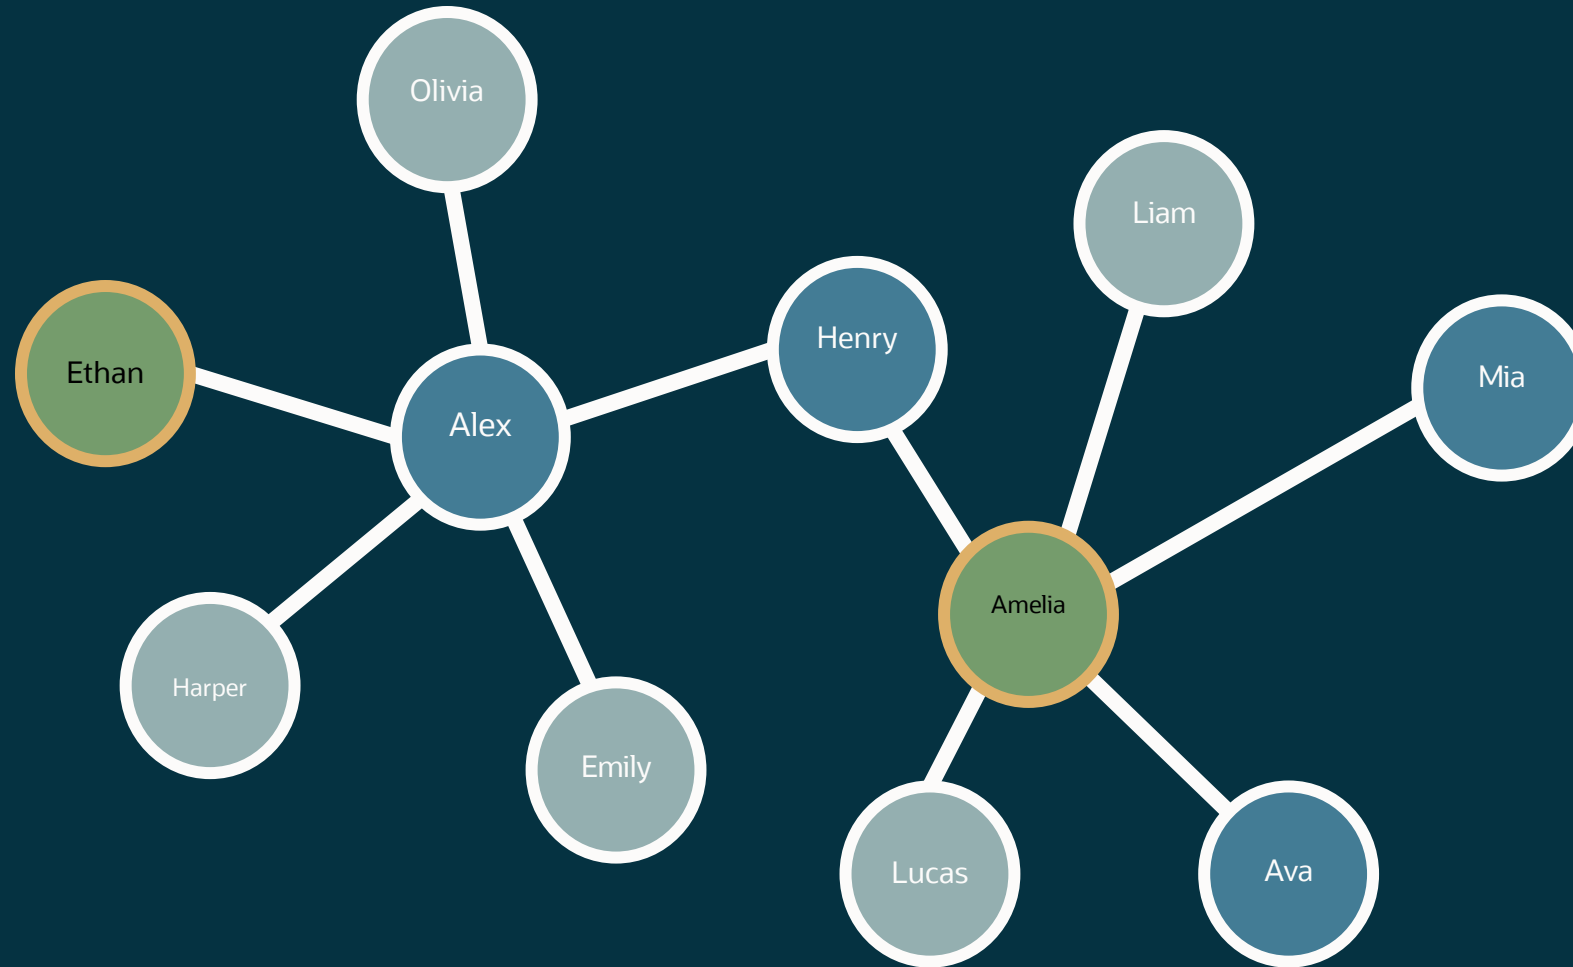 Olivia
Liam
Henry
Ethan
Mia
Alex
Amelia
Harper
Emily
Lucas
Ava